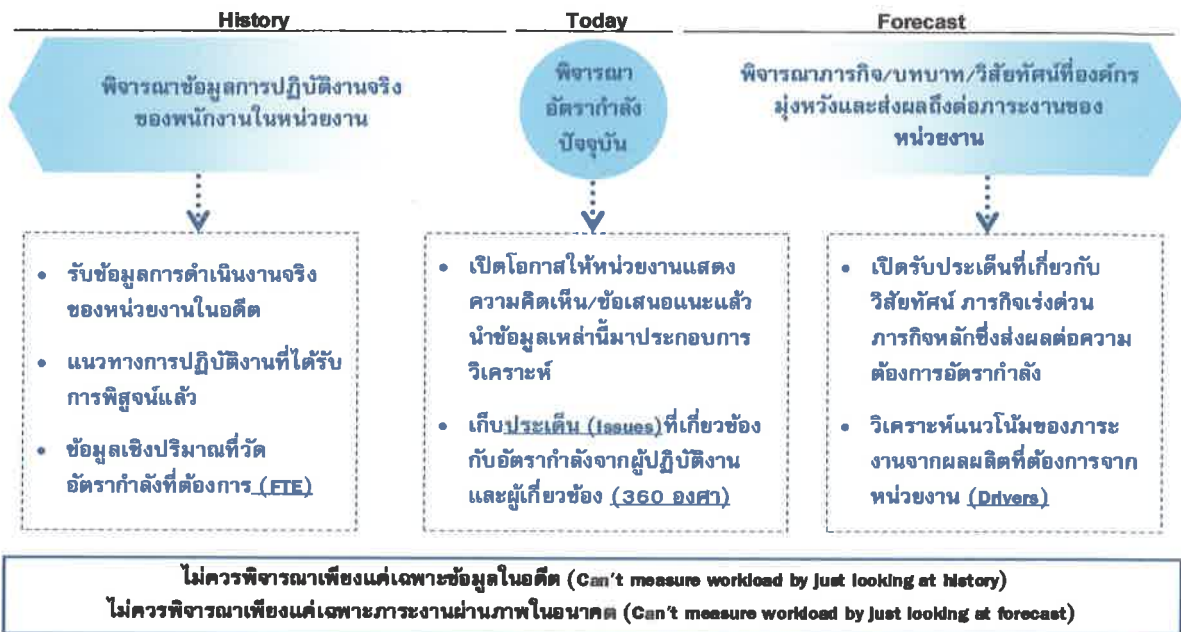 History
Today
Forecast
พิจารณาข้อมูลการปฏิบัติงานจริง
ของพนักงานในหน่วยงาน
พิจารณา
อัตรากำลัง
ปัจจุบัน
พิจารณาภารกิจ/บทบาท/วิสัยทัศน์ที่องค์กร
มุ่งหวังและส่งผลถึงต่อภาระงานของ
หน่วยงาน
• รับข้อมูลการดำเนินงานจริง
ของหน่วยงานในอดีต
• แนวทางการปฏิบัติงานที่ได้รับ
การพิสูจน์แล้ว
• ข้อมูลเชิงปริมาณที่วัด
อัตรากำลังที่ต้องการ (FTE)
• เปิดโอกาสให้หน่วยงานแสดง
ความคิดเห็น/ข้อเสนอแนะแล้ว
นำข้อมูลเหล่านี้มาประกอบการ
วิเคราะห์
• เก็บประเด็น (Issues)ที่เกี่ยวข้อง
กับอัตรากำลังจากผู้ปฏิบัติงาน
และผู้เกี่ยวข้อง (360 องศา)
• เปิดรับประเด็นที่เกี่ยวกับ
วิสัยทัศน์ ภารกิจเร่งด่วน
ภารกิจหลักซึ่งส่งผลต่อความ
ต้องการอัตรากำลัง
• วิเคราะห์แนวโน้มของภาระ
งานจากผลผลิตที่ต้องการจาก
หน่วยงาน (Drivers)
ไม่ควรพิจารณาเพียงแค่เฉพาะข้อมูลในอดีต (Can't measure workload by just looking at history)
ไม่ควรพิจารณาเพียงแค่เฉพาะภาระงานผ่านภาพในอนาคต (Can't measure workload by just looking at forecast)